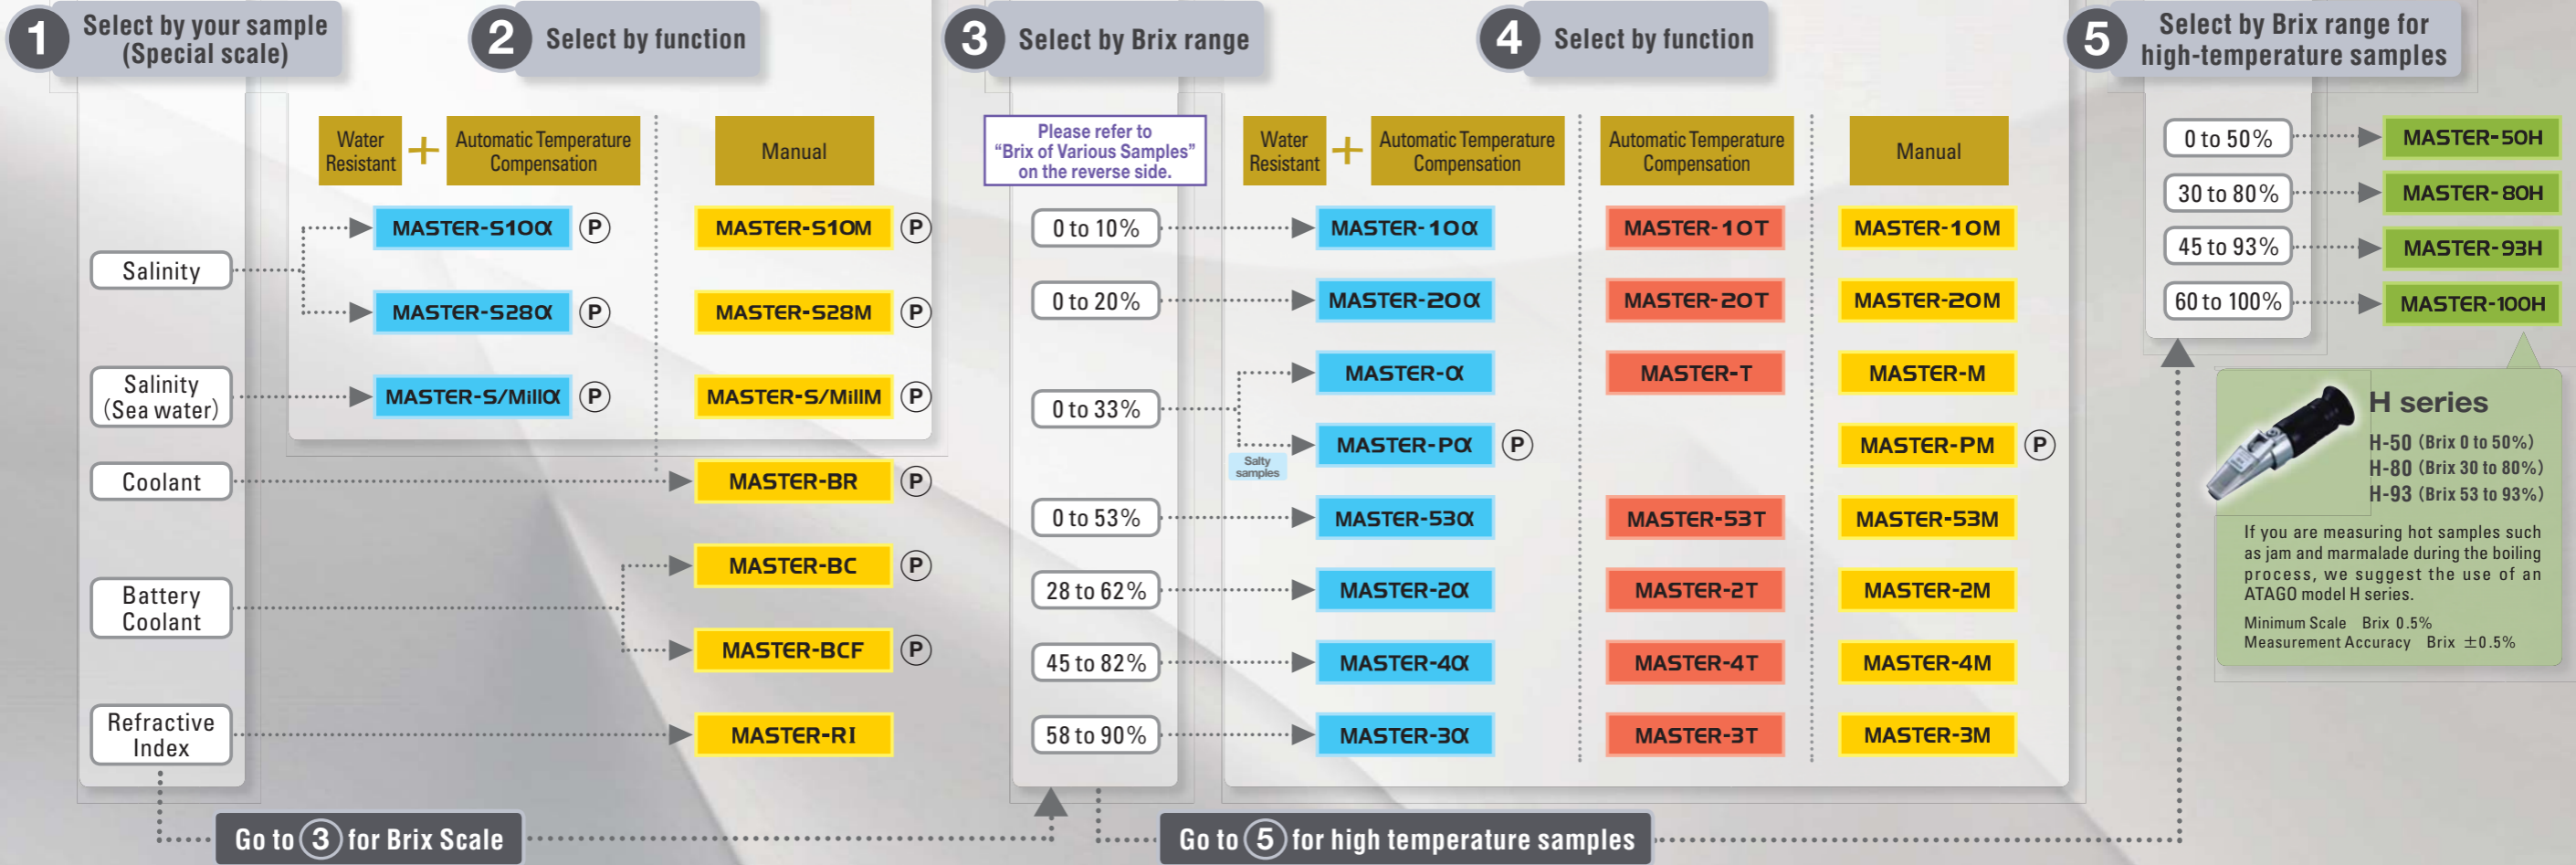 1 Select by your sample
(Special scale)
2 Select by function
Water
Resistant
+
Automatic Temperature
Compensation
Manual
Salinity
MASTER-S10α P
MASTER-S10M P
MASTER-S28α P
MASTER-S28M P
Salinity
(Sea water)
MASTER-S/Millα P
MASTER-S/MillM P
Coolant
MASTER-BR P
Battery
Coolant
MASTER-BC P
MASTER-BCF P
Refractive
Index
MASTER-RI
Go to 3 for Brix Scale
3 Select by Brix range
Please refer to
“Brix of Various Samples”
on the reverse side.
4 Select by function
Water
Resistant
+
Automatic Temperature
Compensation
Automatic Temperature
Compensation
Manual
0 to 10% MASTER-10α MASTER-10T MASTER-10M
0 to 20% MASTER-20α MASTER-20T MASTER-20M
0 to 33% MASTER-α MASTER-T MASTER-M
Salty
samples
MASTER-Pα P MASTER-PM P
0 to 53% MASTER-53α MASTER-53T MASTER-53M
28 to 62% MASTER-2α MASTER-2T MASTER-2M
45 to 82% MASTER-4α MASTER-4T MASTER-4M
58 to 90% MASTER-3α MASTER-3T MASTER-3M
Go to 5 for high temperature samples
5 Select by Brix range for
high-temperature samples
0 to 50% MASTER-50H
30 to 80% MASTER-80H
45 to 93% MASTER-93H
60 to 100% MASTER-100H
H series
H-50 (Brix 0 to 50%)
H-80 (Brix 30 to 80%)
H-93 (Brix 53 to 93%)
If you are measuring hot samples such
as jam and marmalade during the boiling
process, we suggest the use of an
ATAGO model H series.
Minimum Scale Brix 0.5%
Measurement Accuracy Brix ±0.5%